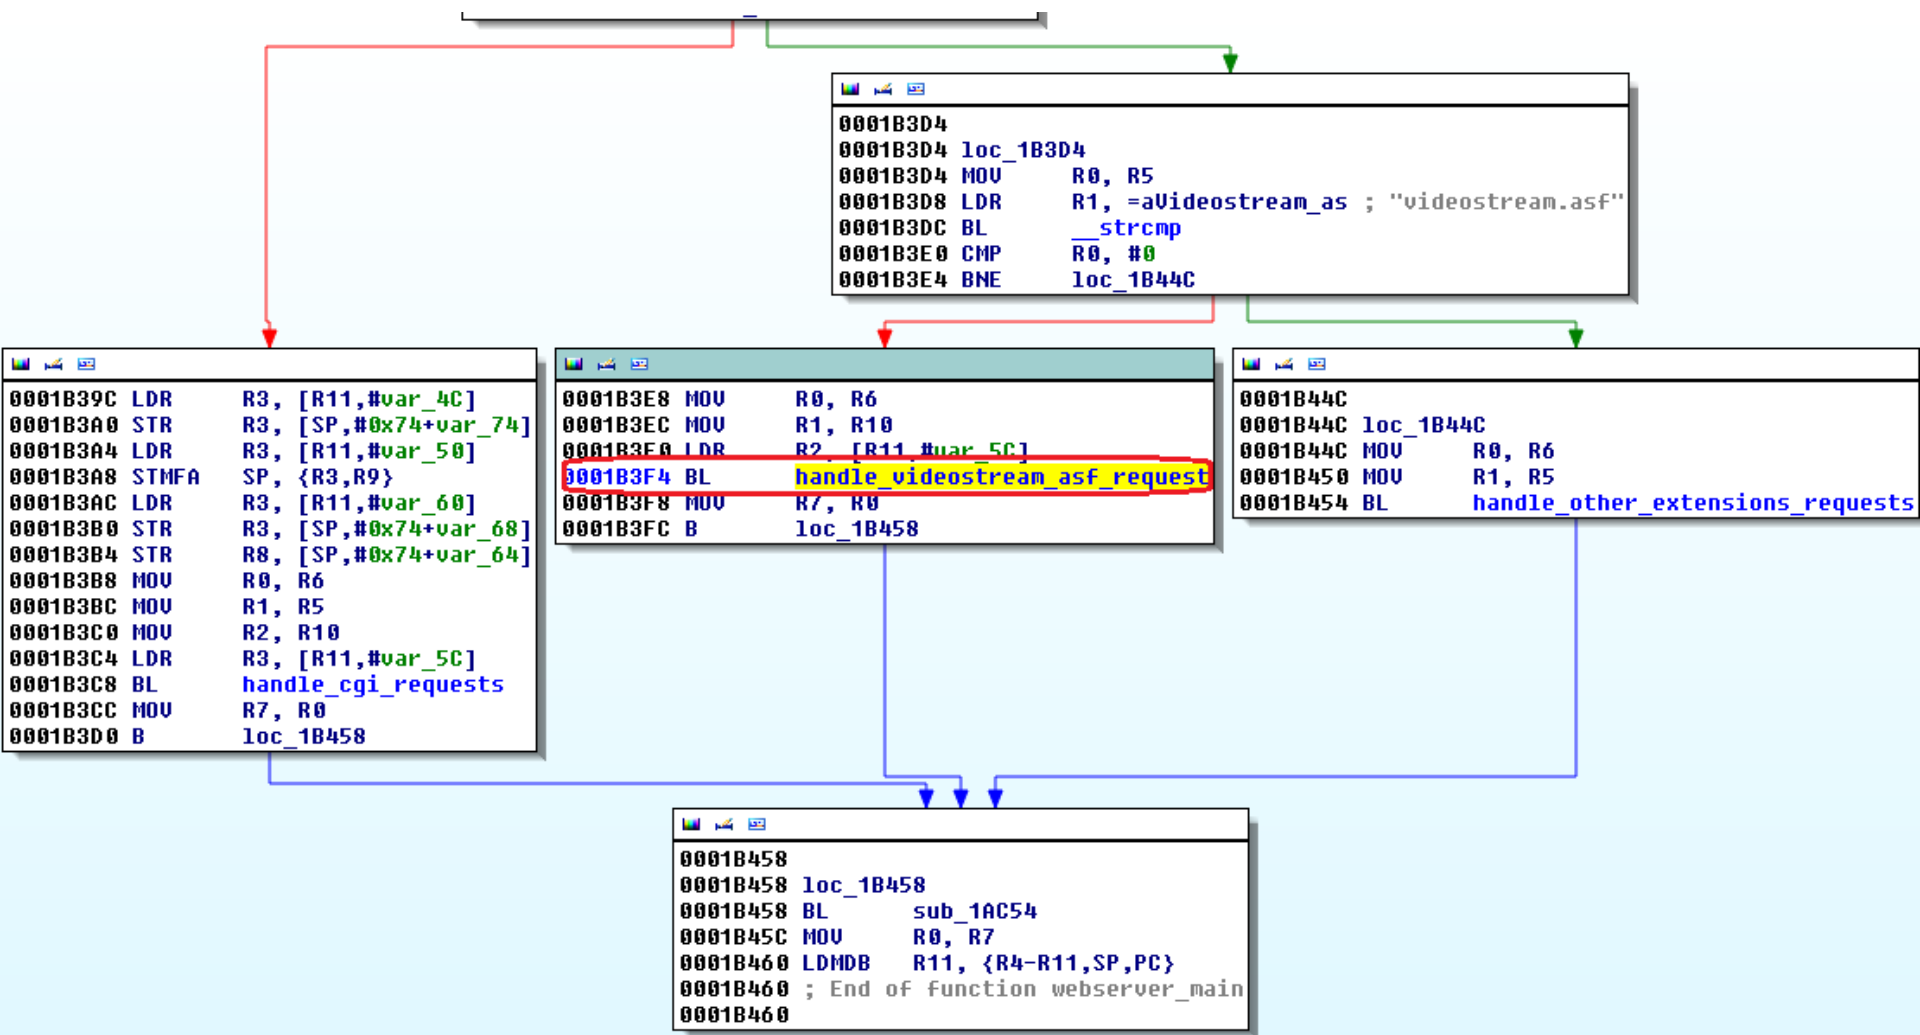 0001B3D4
0001B3D4 loc_1B3D4
0001B3D4 MOV R0, R5
0001B3D8 LDR R1, =aVideostream_as ; "videostream.asf"
0001B3DC BL __strcmp
0001B3E0 CMP R0, #0
0001B3E4 BNE loc_1B44C
0001B39C LDR R3, [R11,#var_4C]
0001B3A0 STR R3, [SP,#0x74+var_74]
0001B3A4 LDR R3, [R11,#var_50]
0001B3A8 STMFA SP, {R3,R9}
0001B3AC LDR R3, [R11,#var_60]
0001B3B0 STR R3, [SP,#0x74+var_68]
0001B3B4 STR R8, [SP,#0x74+var_64]
0001B3B8 MOV R0, R6
0001B3BC MOV R1, R5
0001B3C0 MOV R2, R10
0001B3C4 LDR R3, [R11,#var_5C]
0001B3C8 BL handle_cgi_requests
0001B3CC MOV R7, R0
0001B3D0 B loc_1B458
0001B3E8 MOV R0, R6
0001B3EC MOV R1, R10
0001B3F0 LDR R2, [R11,#var_5C]
0001B3F4 BL handle_videostream_asf_request
0001B3F8 MOV R7, R0
0001B3FC B loc_1B458
0001B44C
0001B44C loc_1B44C
0001B44C MOV R0, R6
0001B450 MOV R1, R5
0001B454 BL handle_other_extensions_requests
0001B458
0001B458 loc_1B458
0001B458 BL sub_1AC54
0001B45C MOV R0, R7
0001B460 LDMDB R11, {R4-R11,SP,PC}
0001B460 ; End of function webserver_main
0001B460